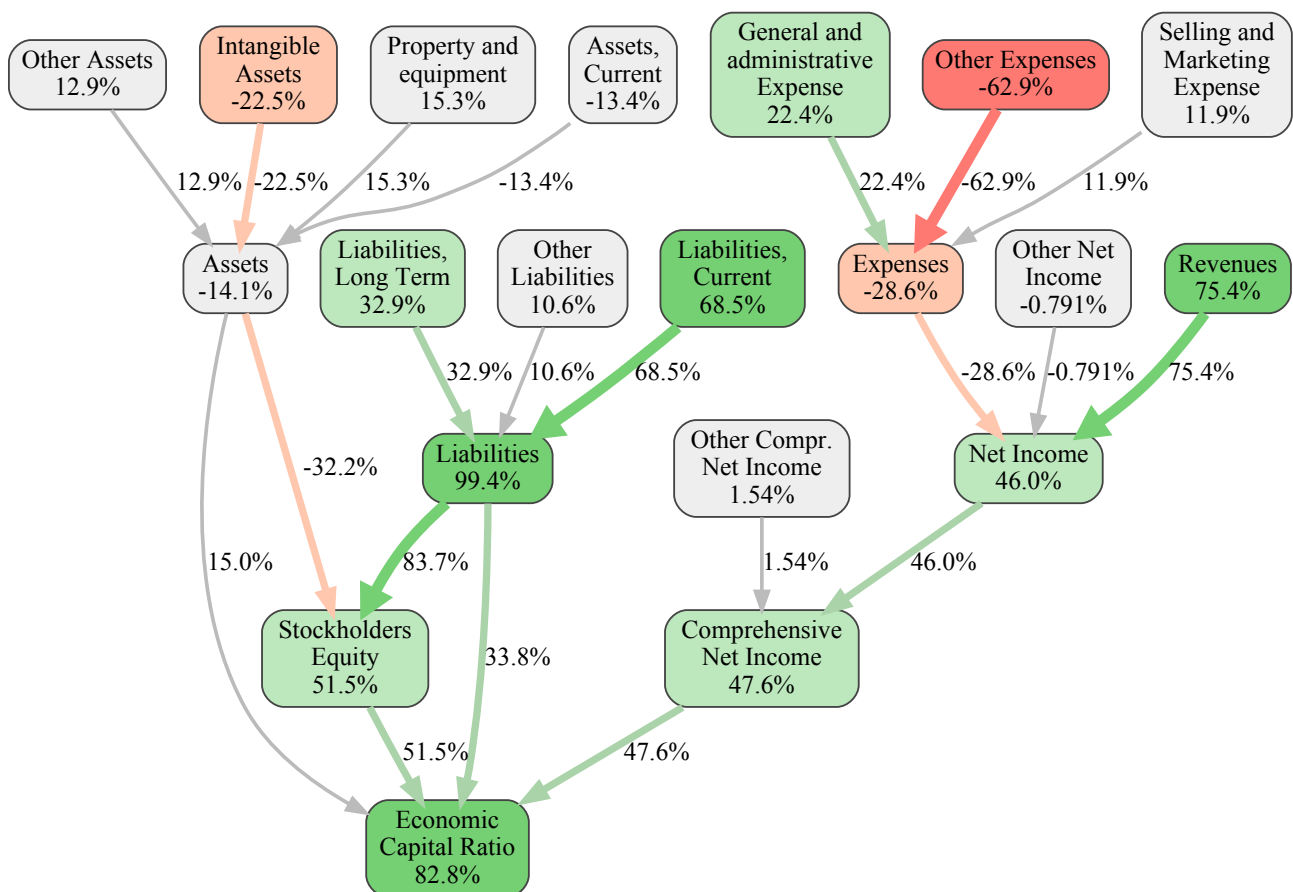 Other Assets
12.9%
Intangible
Assets
-22.5%
Property and
equipment
15.3%
Assets,
Current
-13.4%
General and
administrative
Expense
22.4%
Other Expenses
-62.9%
Selling and
Marketing
Expense
11.9%
12.9%
-22.5%
15.3%
-13.4%
22.4%
-62.9%
11.9%
Assets
-14.1%
Liabilities,
Long Term
32.9%
Other
Liabilities
10.6%
Liabilities,
Current
68.5%
Expenses
-28.6%
Other Net
Income
-0.791%
Revenues
75.4%
32.9%
10.6%
68.5%
-28.6%
-0.791%
75.4%
-32.2%
Liabilities
99.4%
Other Compr.
Net Income
1.54%
Net Income
46.0%
15.0%
83.7%
1.54%
46.0%
Stockholders
Equity
51.5%
33.8%
Comprehensive
Net Income
47.6%
51.5%
47.6%
Economic
Capital Ratio
82.8%